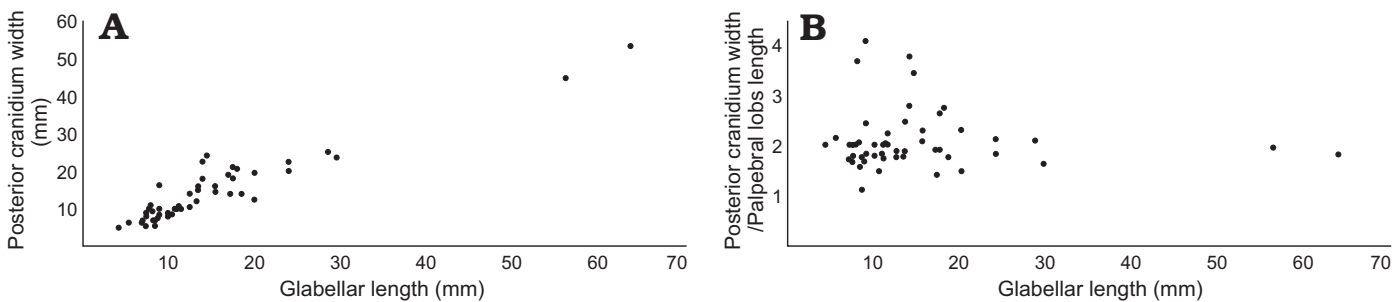 A
Posterior cranidium width
(mm)
60
50
40
30
20
10
10 20 30 40 50 60 70
Glabellar length (mm)
B
Posterior cranidium width
/Palpebral lobs length
4
3
2
1
10 20 30 40 50 60 70
Glabellar length (mm)